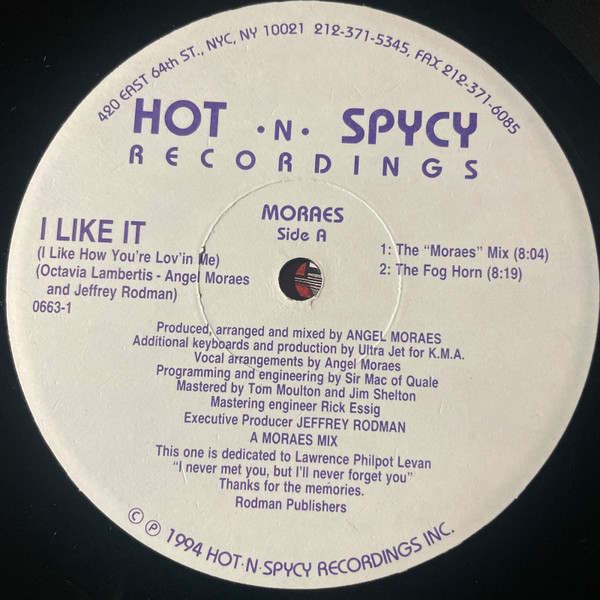 420 EAST 64th ST., NYC, NY 10021 212-371-5345, FAX 212-371-6085
HOT ·N· SPYCY
RECORDINGS
MORAES
Side A
I LIKE IT
(I Like How You're Lov'in Me)
(Octavia Lambertis - Angel Moraes
and Jeffrey Rodman)
0663-1
1: The "Moraes" Mix (8:04)
2: The Fog Horn (8:19)
Produced, arranged and mixed by ANGEL MORAES
Additional keyboards and production by Ultra Jet for K.M.A.
Vocal arrangements by Angel Moraes
Programming and engineering by Sir Mac of Quale
Mastered by Tom Moulton and Jim Shelton
Mastering engineer Rick Essig
Executive Producer JEFFREY RODMAN
A MORAES MIX
This one is dedicated to Lawrence Philpot Levan
"I never met you, but I'll never forget you"
Thanks for the memories.
Rodman Publishers
© ℗ 1994 HOT·N·SPYCY RECORDINGS INC.